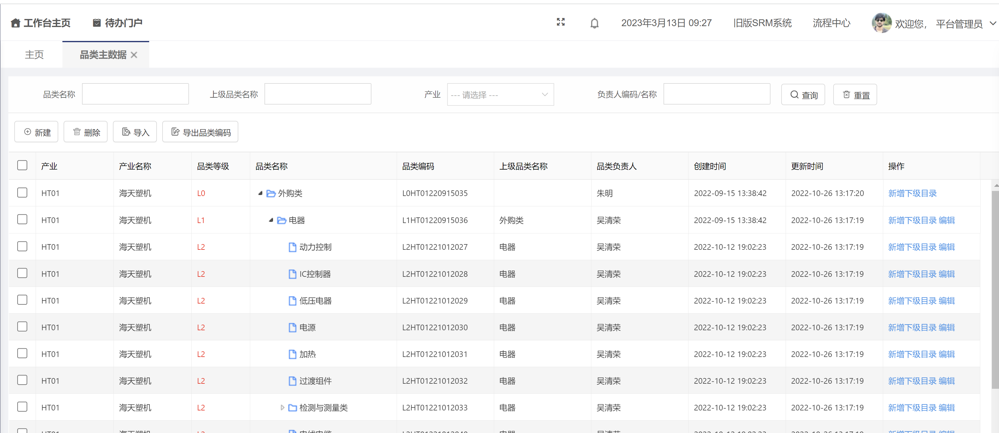 工作台主页 待办门户 2023年3月13日 09:27 旧版SRM系统 流程中心 欢迎您， 平台管理员
主页 品类主数据
品类名称 上级品类名称 产业 --- 请选择 --- 负责人编码/名称 查询 重置
新建 删除 导入 导出品类编码
产业 产业名称 品类等级 品类名称 品类编码 上级品类名称 品类负责人 创建时间 更新时间 操作
HT01 海天塑机 L0 外购类 L0HT01220915035 朱明 2022-09-15 13:38:42 2022-10-26 13:17:20 新增下级目录
HT01 海天塑机 L1 电器 L1HT01220915036 外购类 吴清荣 2022-09-15 13:38:42 2022-10-26 13:17:19 新增下级目录 编辑
HT01 海天塑机 L2 动力控制 L2HT01221012027 电器 吴清荣 2022-10-12 19:02:23 2022-10-26 13:17:19 新增下级目录 编辑
HT01 海天塑机 L2 IC控制器 L2HT01221012028 电器 吴清荣 2022-10-12 19:02:23 2022-10-26 13:17:19 新增下级目录 编辑
HT01 海天塑机 L2 低压电器 L2HT01221012029 电器 吴清荣 2022-10-12 19:02:23 2022-10-26 13:17:19 新增下级目录 编辑
HT01 海天塑机 L2 电源 L2HT01221012030 电器 吴清荣 2022-10-12 19:02:23 2022-10-26 13:17:19 新增下级目录 编辑
HT01 海天塑机 L2 加热 L2HT01221012031 电器 吴清荣 2022-10-12 19:02:23 2022-10-26 13:17:19 新增下级目录 编辑
HT01 海天塑机 L2 过渡组件 L2HT01221012032 电器 吴清荣 2022-10-12 19:02:23 2022-10-26 13:17:19 新增下级目录 编辑
HT01 海天塑机 L2 检测与测量类 L2HT01221012033 电器 吴清荣 2022-10-12 19:02:23 2022-10-26 13:17:19 新增下级目录 编辑